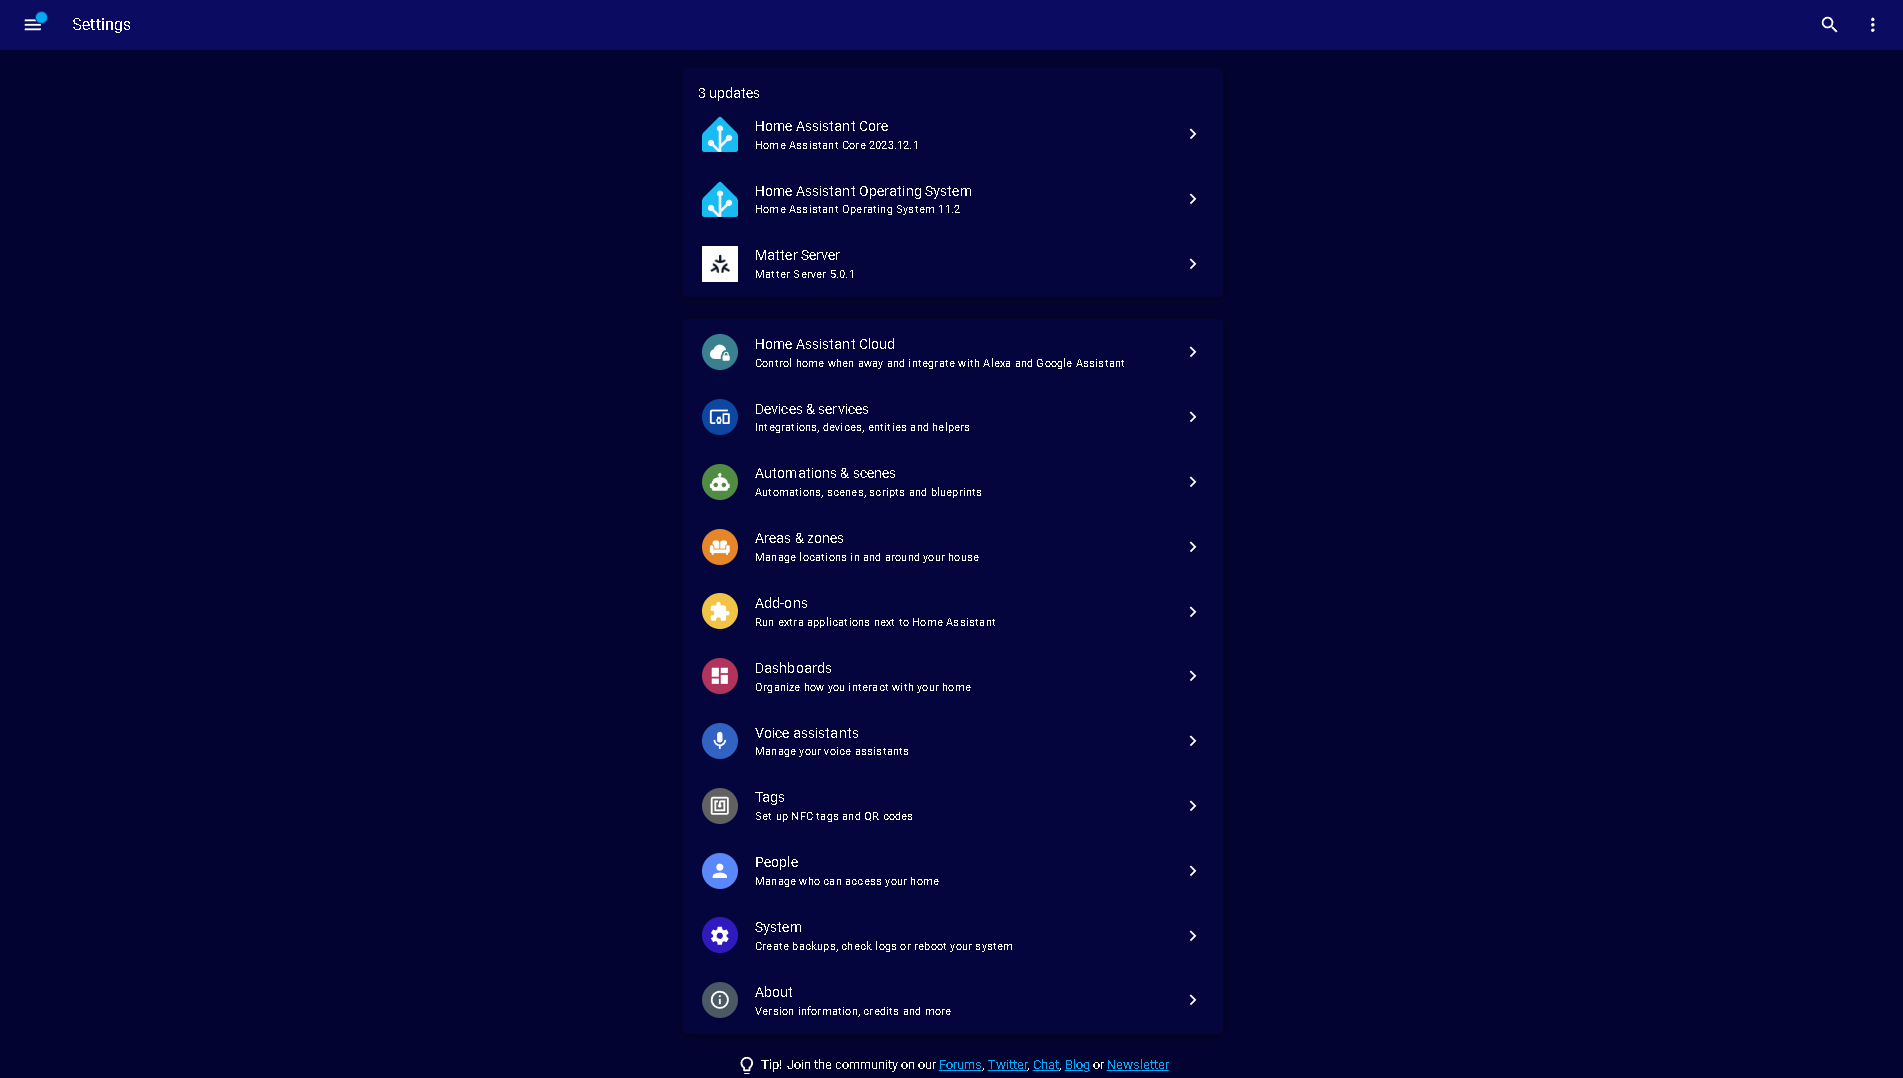 Settings
3 updates
Home Assistant Core
Home Assistant Core 2023.12.1
Home Assistant Operating System
Home Assistant Operating System 11.2
Matter Server
Matter Server 5.0.1
Home Assistant Cloud
Control home when away and integrate with Alexa and Google Assistant
Devices & services
Integrations, devices, entities and helpers
Automations & scenes
Automations, scenes, scripts and blueprints
Areas & zones
Manage locations in and around your house
Add-ons
Run extra applications next to Home Assistant
Dashboards
Organize how you interact with your home
Voice assistants
Manage your voice assistants
Tags
Set up NFC tags and QR codes
People
Manage who can access your home
System
Create backups, check logs or reboot your system
About
Version information, credits and more
Tip! Join the community on our Forums, Twitter, Chat, Blog or Newsletter